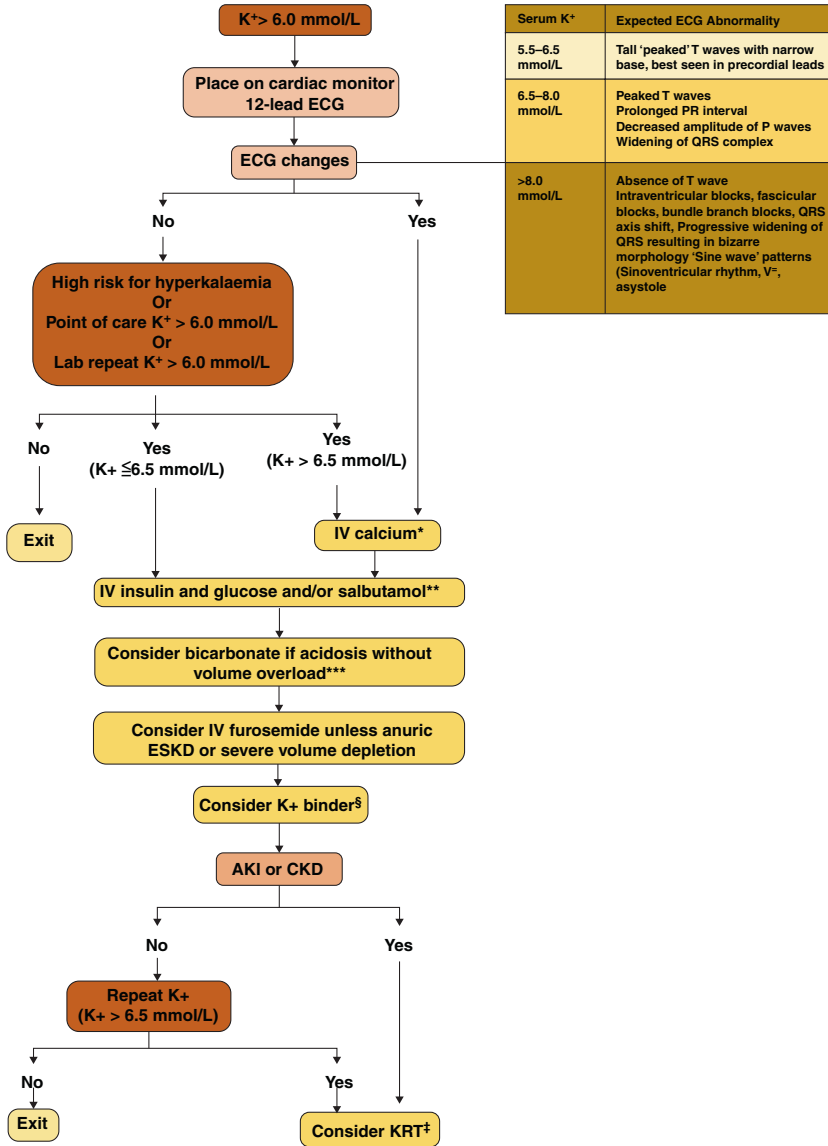 K+> 6.0 mmol/L
Place on cardiac monitor
12-lead ECG
ECG changes
Serum K+
Expected ECG Abnormality
5.5–6.5
mmol/L
Tall ‘peaked’ T waves with narrow
base, best seen in precordial leads
6.5–8.0
mmol/L
Peaked T waves
Prolonged PR interval
Decreased amplitude of P waves
Widening of QRS complex
>8.0
mmol/L
Absence of T wave
Intraventricular blocks, fascicular
blocks, bundle branch blocks, QRS
axis shift, Progressive widening of
QRS resulting in bizarre
morphology ‘Sine wave’ patterns
(Sinoventricular rhythm, V=,
asystole
No
Yes
High risk for hyperkalaemia
Or
Point of care K+ > 6.0 mmol/L
Or
Lab repeat K+ > 6.0 mmol/L
No
Yes
(K+ ≦6.5 mmol/L)
Yes
(K+ > 6.5 mmol/L)
Exit
IV calcium*
IV insulin and glucose and/or salbutamol**
Consider bicarbonate if acidosis without
volume overload***
Consider IV furosemide unless anuric
ESKD or severe volume depletion
Consider K+ binder§
AKI or CKD
No
Yes
Repeat K+
(K+ > 6.5 mmol/L)
No
Yes
Exit
Consider KRT‡